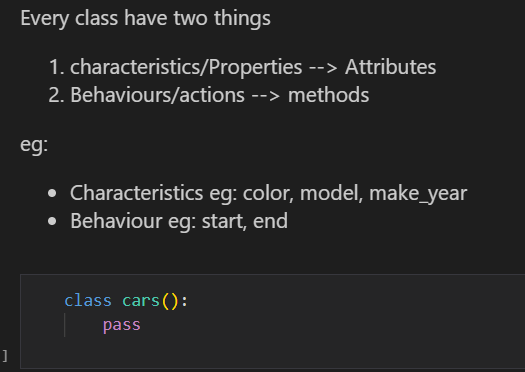 Every class have two things
1. characteristics/Properties --> Attributes
2. Behaviours/actions --> methods
eg:
• Characteristics eg: color, model, make_year
• Behaviour eg: start, end
class cars():
    pass
]